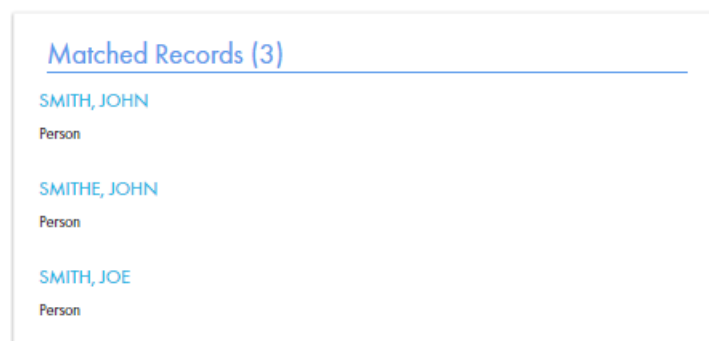 Matched Records (3)
SMITH, JOHN
Person
SMITHE, JOHN
Person
SMITH, JOE
Person